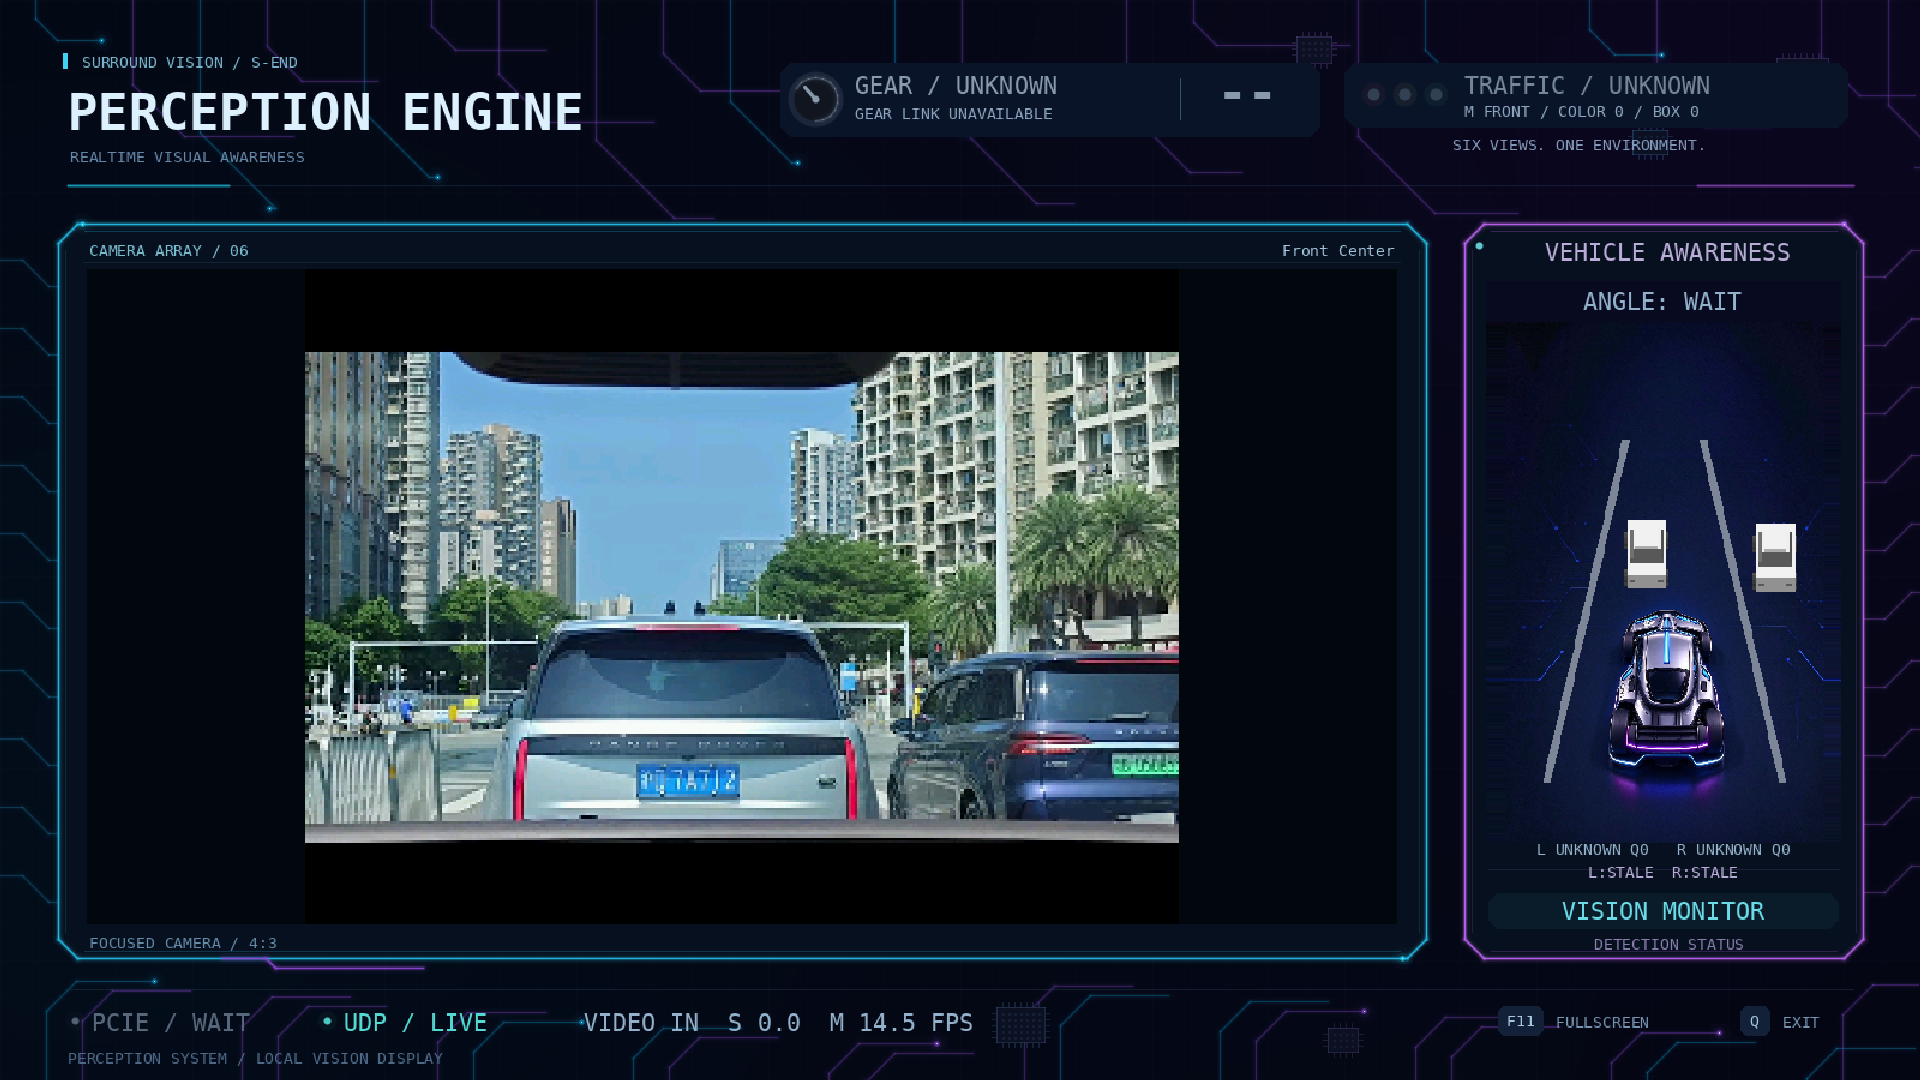 SURROUND VISION / S-END
PERCEPTION ENGINE
REALTIME VISUAL AWARENESS
GEAR / UNKNOWN
GEAR LINK UNAVAILABLE
--
TRAFFIC / UNKNOWN
M FRONT / COLOR 0 / BOX 0
SIX VIEWS. ONE ENVIRONMENT.
CAMERA ARRAY / 06
Front Center
RANGE ROVER
FOCUSED CAMERA / 4:3
VEHICLE AWARENESS
ANGLE: WAIT
L UNKNOWN Q0 R UNKNOWN Q0
L:STALE R:STALE
VISION MONITOR
DETECTION STATUS
PCIE / WAIT
UDP / LIVE
VIDEO IN S 0.0 M 14.5 FPS
F11 FULLSCREEN
Q EXIT
PERCEPTION SYSTEM / LOCAL VISION DISPLAY